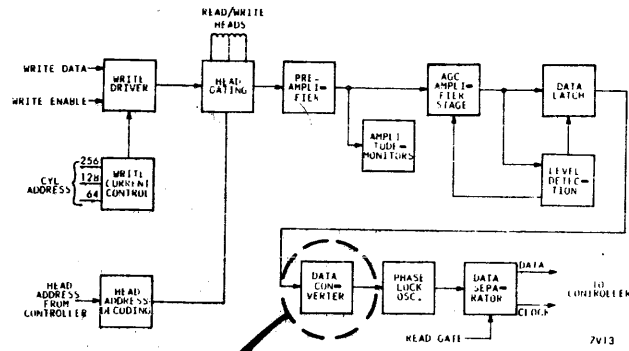 READ/WRITE
HEADS
WRITE DATA
WRITE ENABLE
WRITE
DRIVER
HEAD
GATING
PRE-
AMPLI-
FIER
AGC
AMPLI-
FIER
STAGE
DATA
LATCH
AMPLI
TUDE-
MONITORS
LEVEL
DETEC-
TION
CYL
ADDRESS
256
128
64
WRITE
CURRENT
CONTROL
HEAD
ADDRESS
FROM
CONTROLLER
HEAD
ADDRESS
DECODING
DATA
CON-
VERTER
PHASE
LOCK
OSC.
DATA
SEPA-
RATOR
DATA
CLOCK
TO
CONTROLLER
READ GATE
7V13